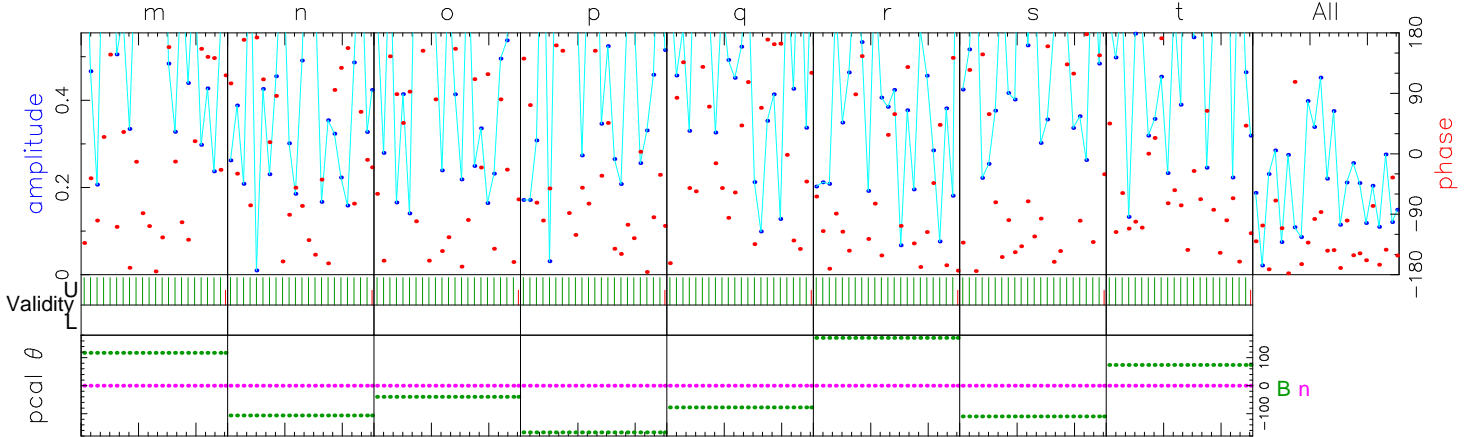 m n o p q r s t All
amplitude
0 0.2 0.4
180 90 0 −90 −180
phase
U
Validity
L
pcal θ
100 0 −100
B n